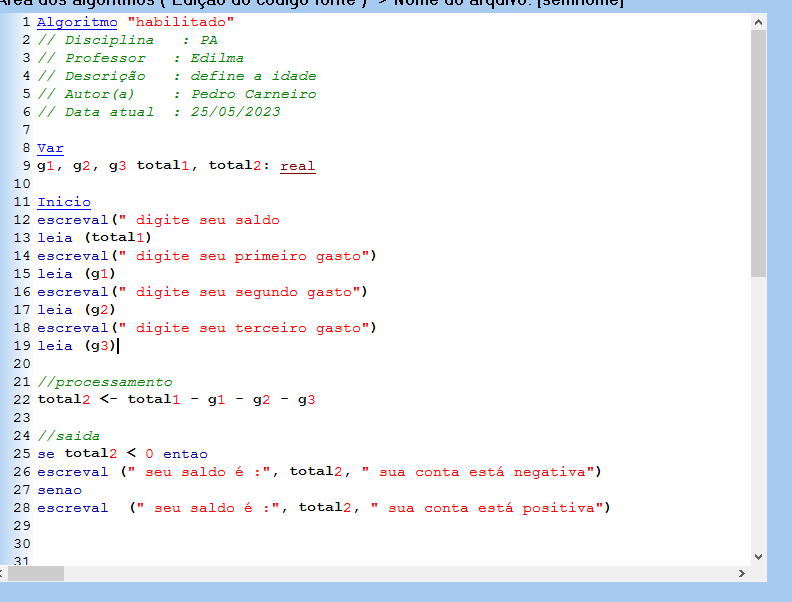 Área dos algoritmos ( Edição do código fonte ) -> Nome do arquivo: [semnome]
1 Algoritmo "habilitado"
2 // Disciplina   : PA
3 // Professor   : Edilma
4 // Descrição   : define a idade
5 // Autor(a)    : Pedro Carneiro
6 // Data atual  : 25/05/2023
7
8 Var
9 g1, g2, g3 total1, total2: real
10
11 Inicio
12 escreval(" digite seu saldo
13 leia (total1)
14 escreval(" digite seu primeiro gasto")
15 leia (g1)
16 escreval(" digite seu segundo gasto")
17 leia (g2)
18 escreval(" digite seu terceiro gasto")
19 leia (g3)
20
21 //processamento
22 total2 <- total1 - g1 - g2 - g3
23
24 //saida
25 se total2 < 0 entao
26 escreval (" seu saldo é :", total2, " sua conta está negativa")
27 senao
28 escreval  (" seu saldo é :", total2, " sua conta está positiva")
29
30
31